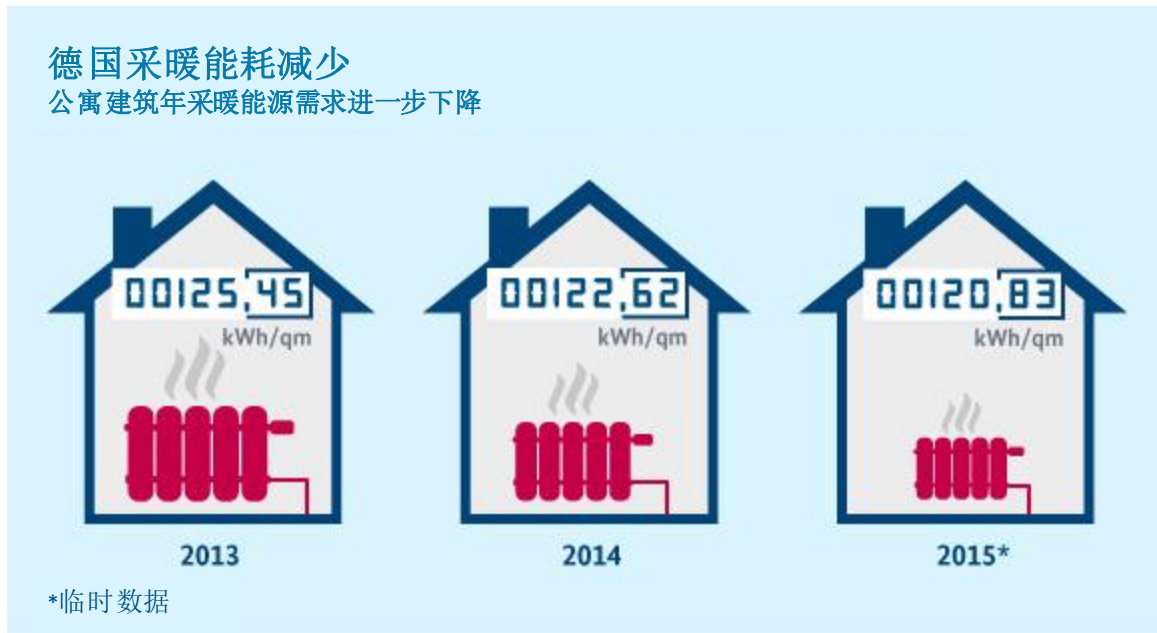 德国采暖能耗减少
公寓建筑年采暖能源需求进一步下降
00125,45
kWh/qm
00122,62
kWh/qm
00120,83
kWh/qm
2013
2014
2015*
*临时数据